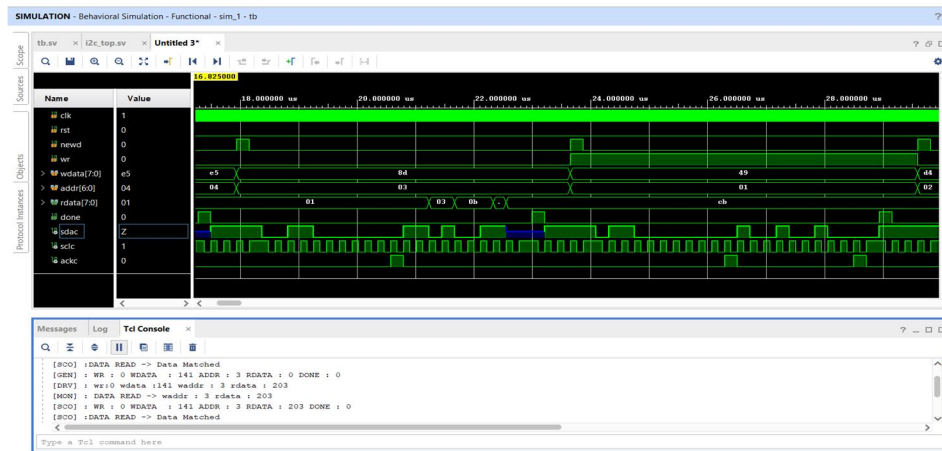 SIMULATION - Behavioral Simulation - Functional - sim_1 - tb
?
Scope
Sources
Objects
Protocol Instances
tb.sv × i2c_top.sv × Untitled 3* ×
?
16.825000
Name Value
18.000000 us 20.000000 us 22.000000 us 24.000000 us 26.000000 us 28.000000 us
clk 1
rst 0
newd 0
wr 0
> wdata[7:0] e5 e5 8d 49 d4
> addr[6:0] 04 04 03 01 02
> rdata[7:0] 01 01 03 0b . cb
done 0
sdac Z
sclc 1
ackc 0
Messages Log Tcl Console ×
?
[SCO] :DATA READ -> Data Matched
[GEN] : WR : 0 WDATA : 141 ADDR : 3 RDATA : 0 DONE : 0
[DRV] : wr:0 wdata :141 waddr : 3 rdata : 203
[MON] : DATA READ -> waddr : 3 rdata : 203
[SCO] : WR : 0 WDATA : 141 ADDR : 3 RDATA : 203 DONE : 0
[SCO] :DATA READ -> Data Matched
Type a Tcl command here